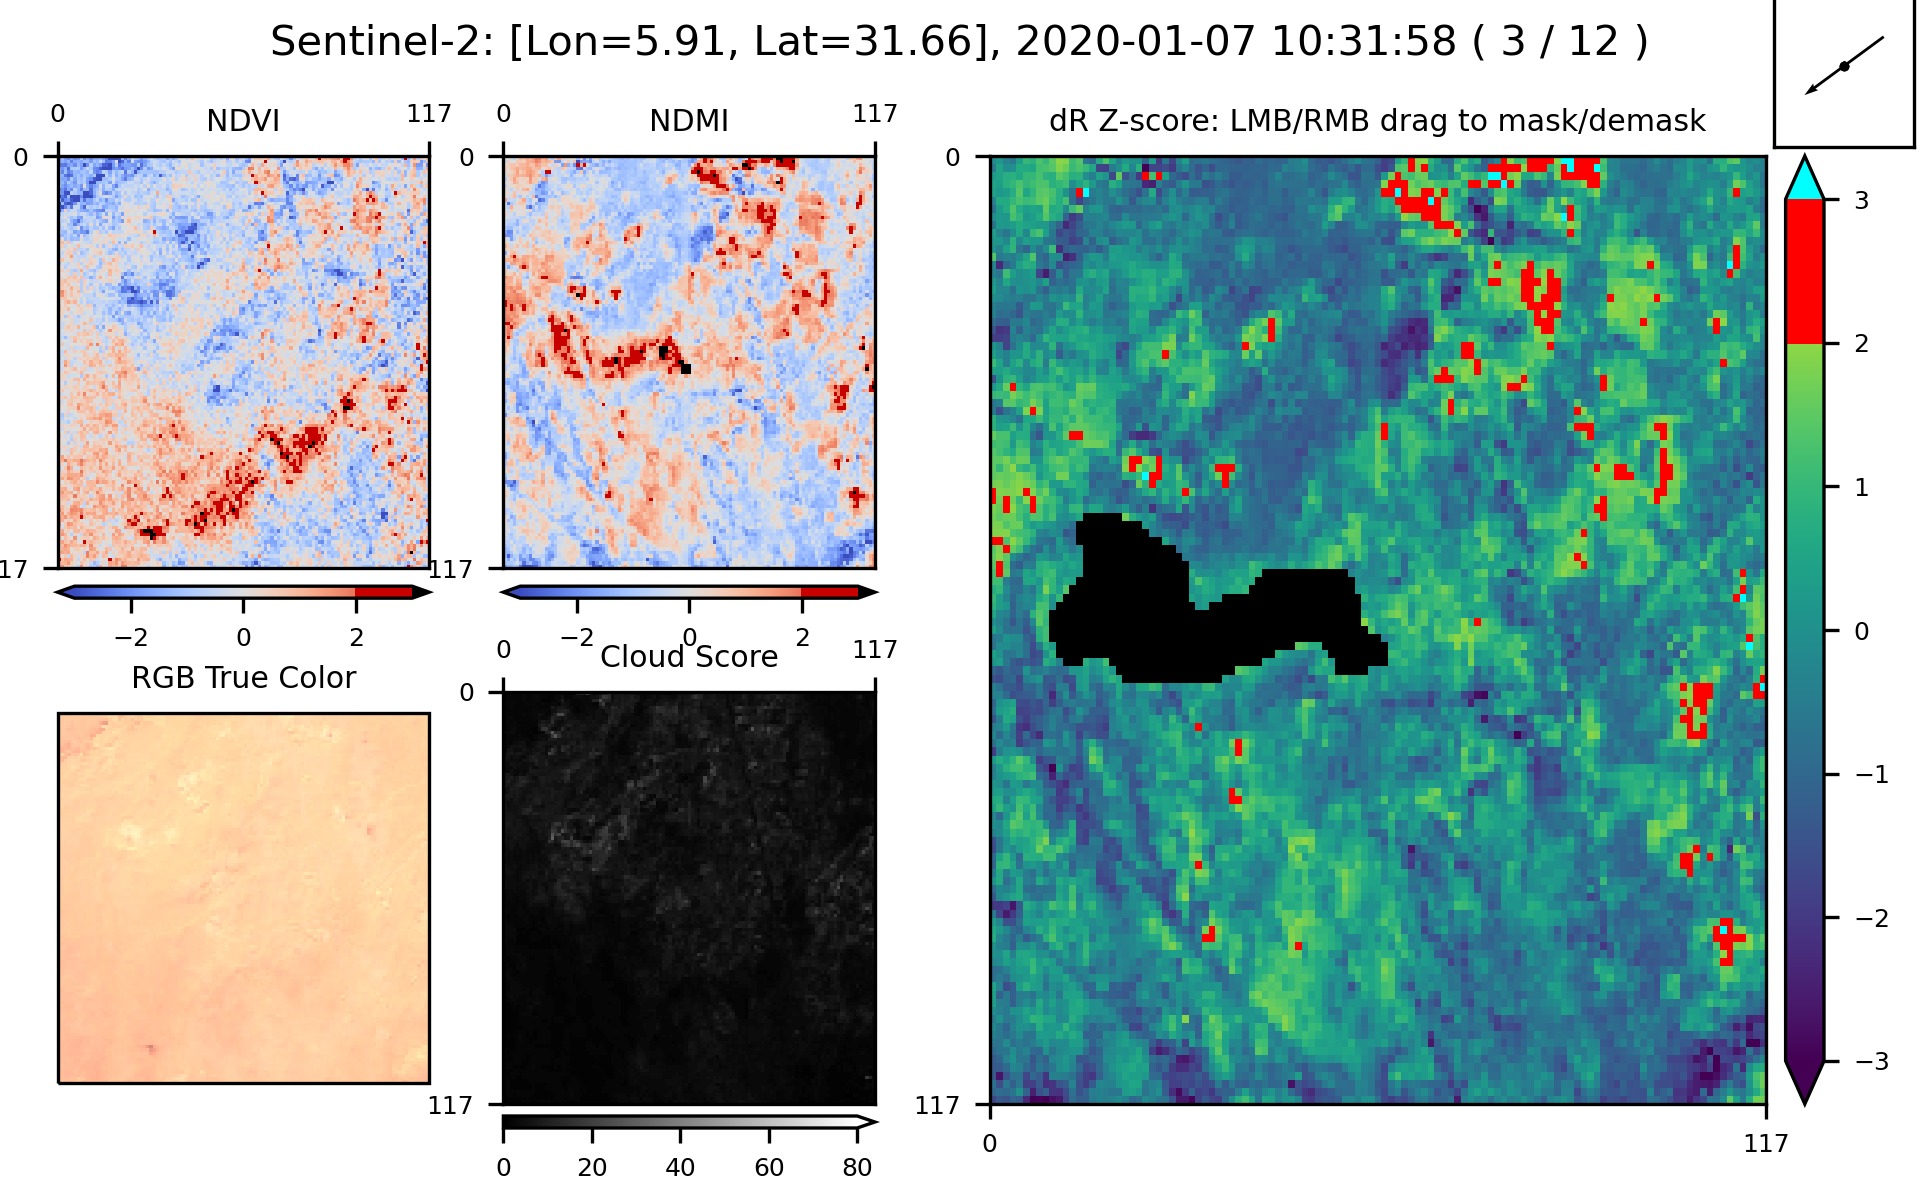 Sentinel-2: [Lon=5.91, Lat=31.66], 2020-01-07 10:31:58 ( 3 / 12 )
0 NDVI 117
0
17
−2 0 2
0 NDMI 117
0
117
−2 0 2
dR Z-score: LMB/RMB drag to mask/demask
0
117
0 117
3
2
1
0
−1
−2
−3
RGB True Color
0 Cloud Score 117
0
117
0 20 40 60 80